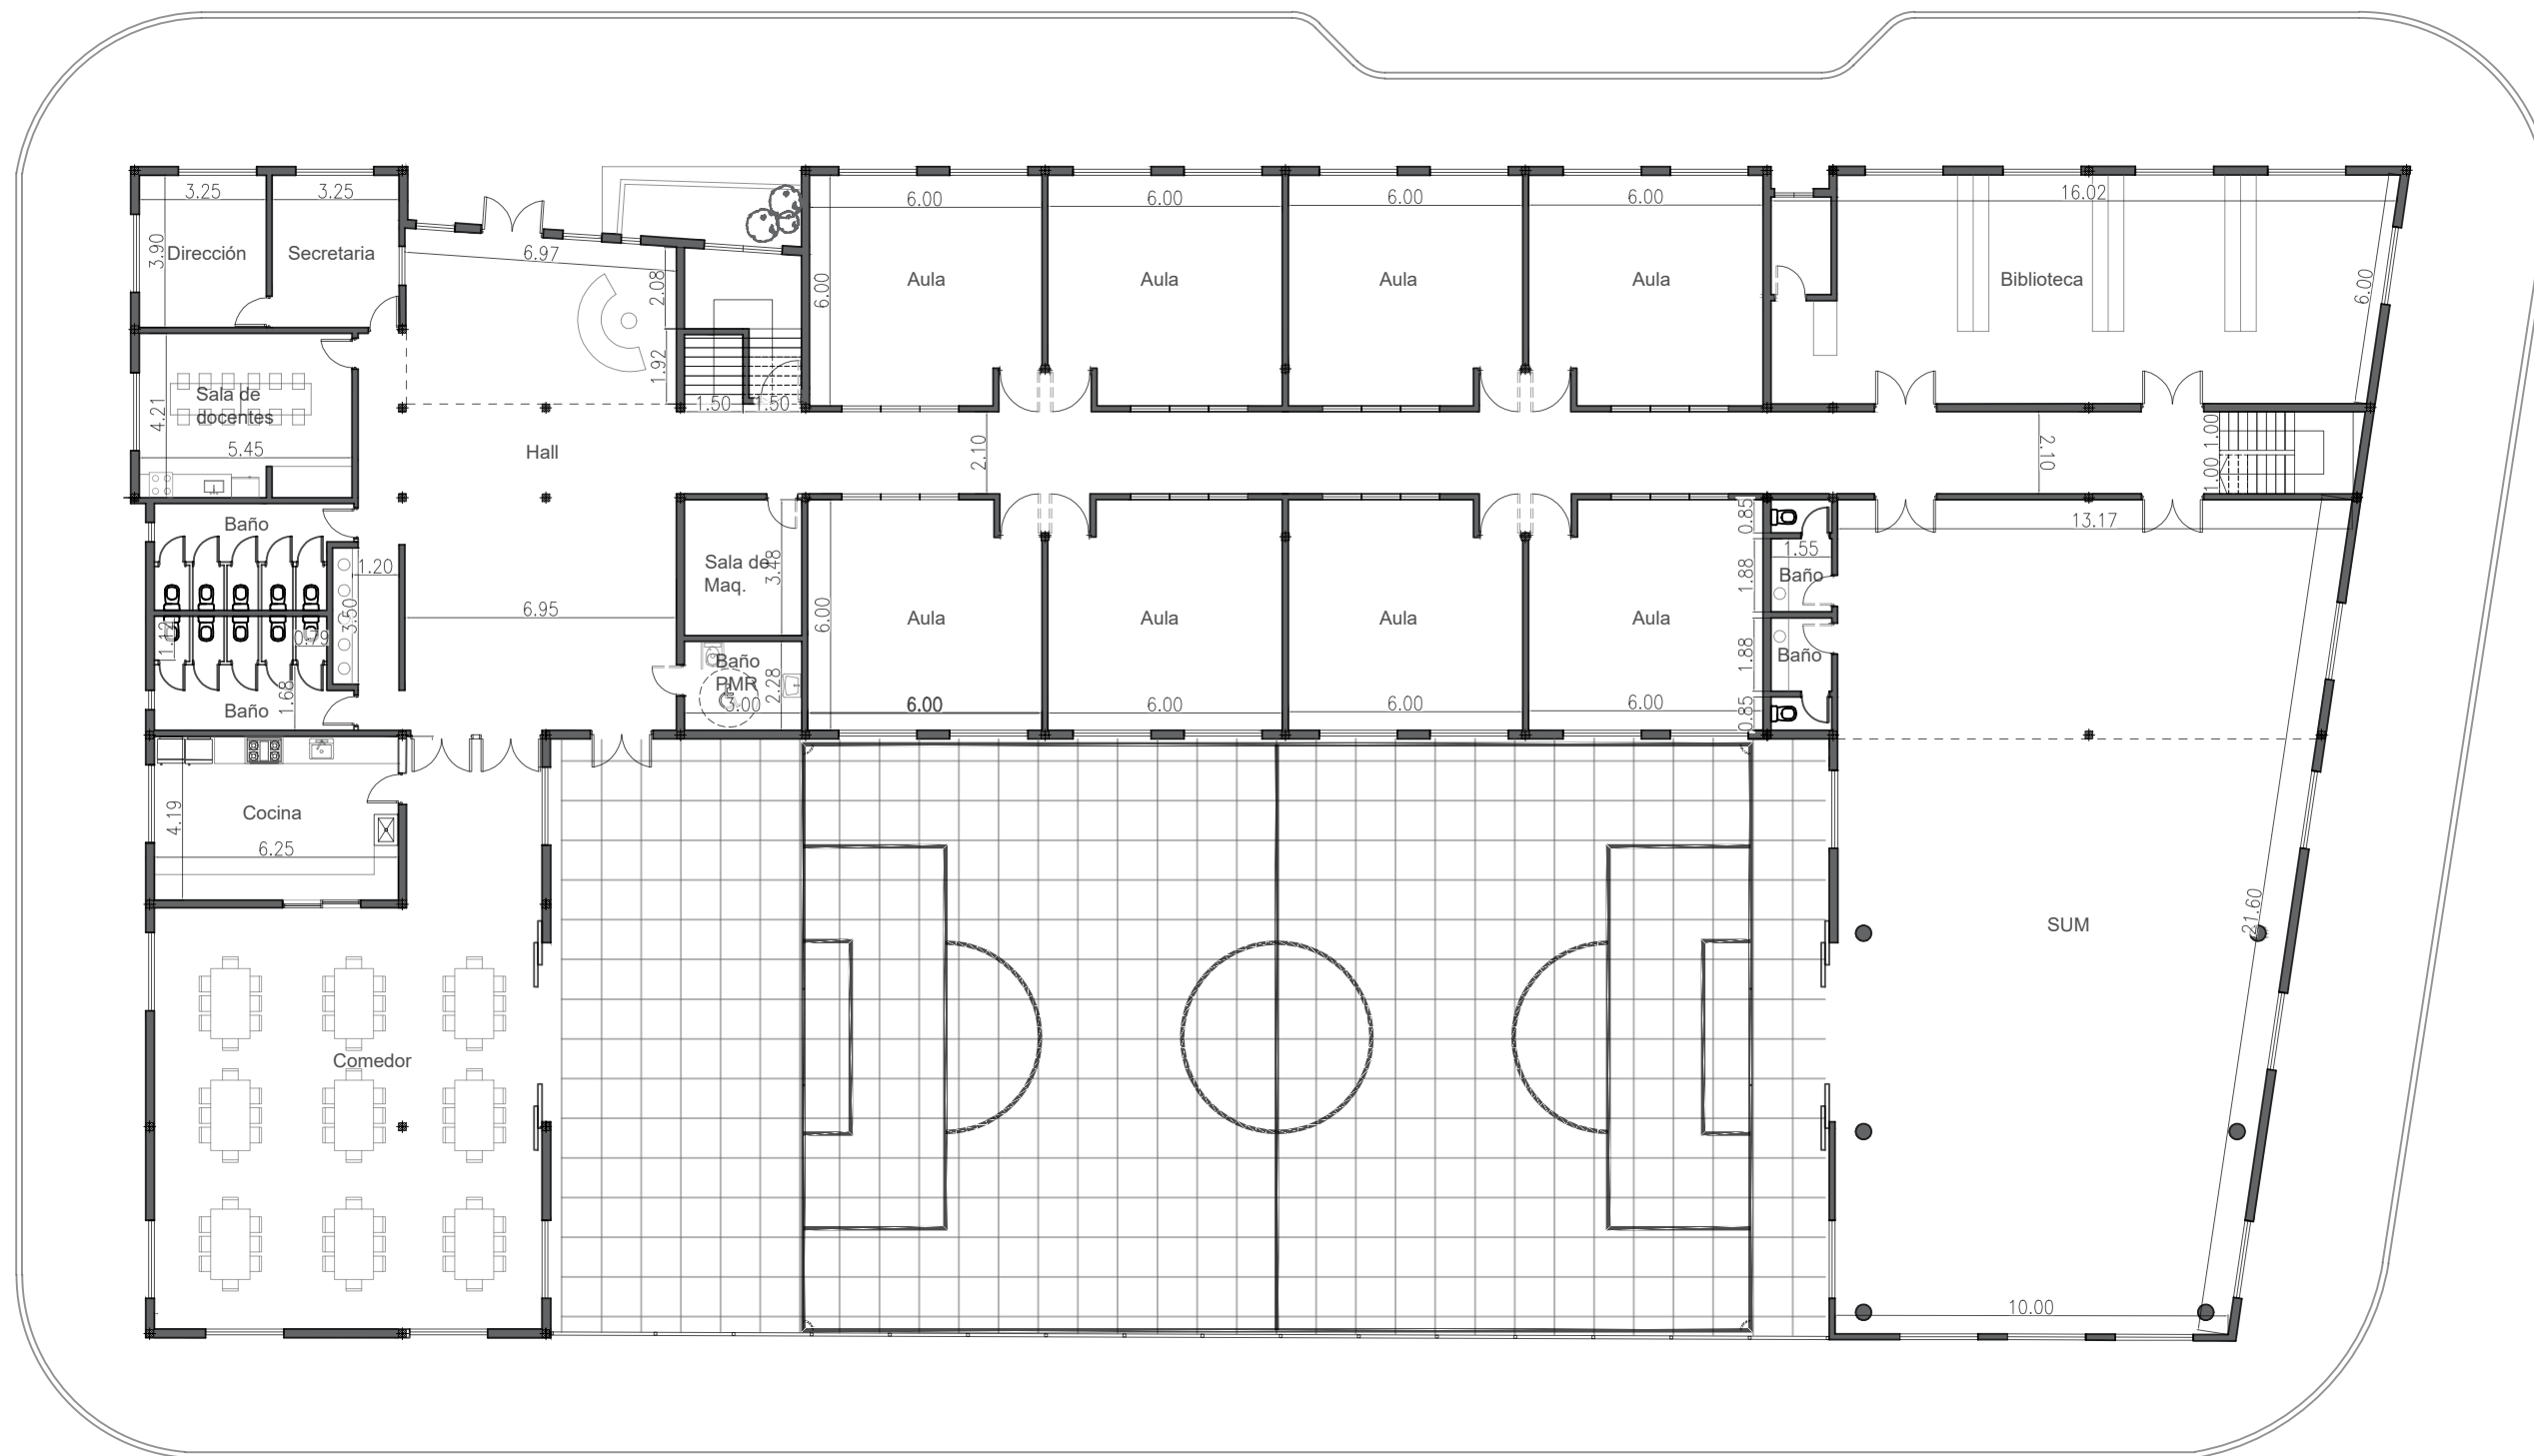 3.25
3.25
3.90
Dirección
Secretaria
6.97
2.08
1.92
1.50
1.50
6.00
6.00
6.00
6.00
6.00
Aula
Aula
Aula
Aula
16.02
Biblioteca
6.00
Sala de
docentes
4.21
5.45
Hall
2.10
2.10
1.00
1.00
13.17
Baño
1.20
3.50
1.12
0.79
1.68
Baño
6.95
Sala de
Maq.
3.48
Baño
PMR
2.28
3.00
6.00
Aula
Aula
Aula
Aula
6.00
6.00
6.00
6.00
0.85
1.55
1.88
Baño
1.88
Baño
0.85
Cocina
4.19
6.25
Comedor
SUM
21.60
10.00